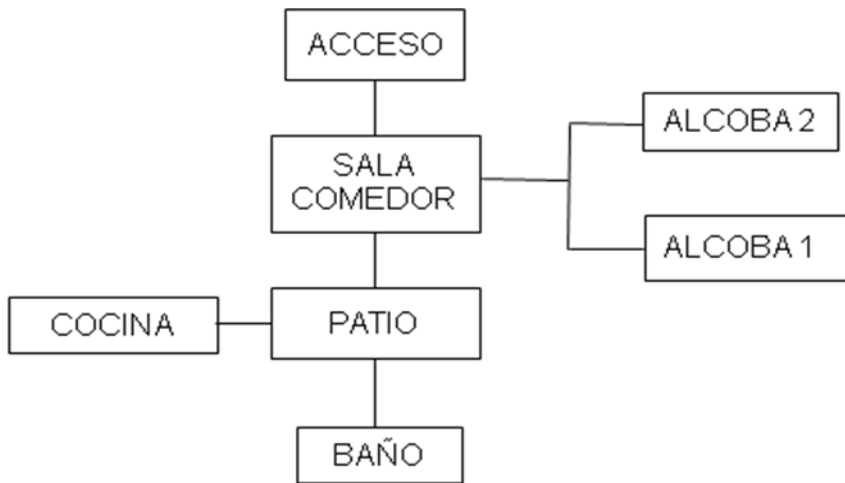 ACCESO
ALCOBA 2
SALA
COMEDOR
ALCOBA 1
COCINA
PATIO
BAÑO